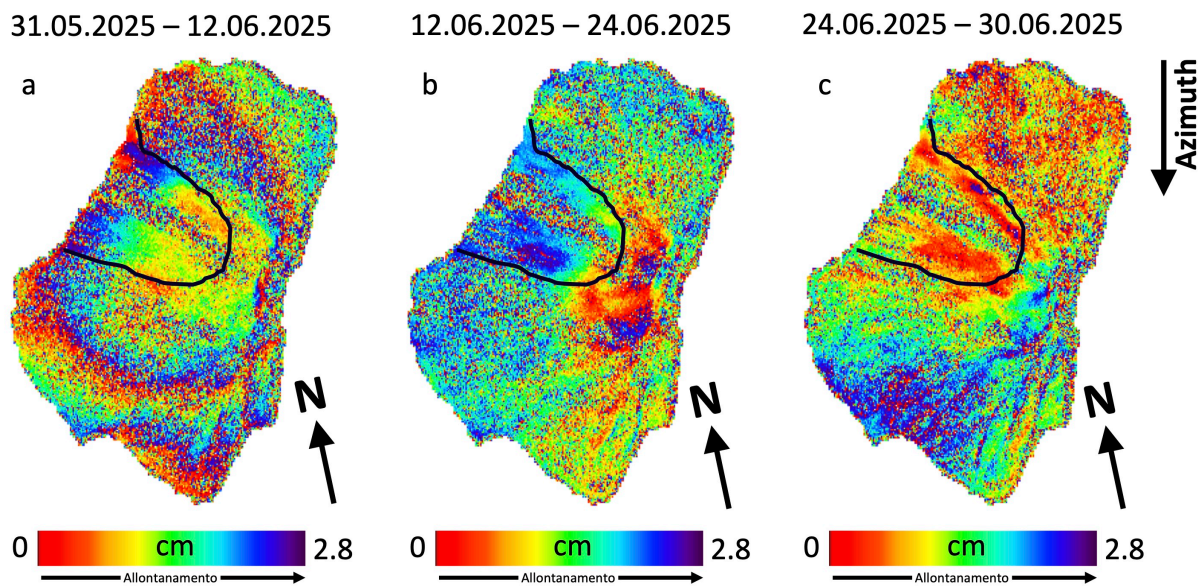 31.05.2025 – 12.06.2025
12.06.2025 – 24.06.2025
24.06.2025 – 30.06.2025
a
b
c
Azimuth
N
N
N
0 cm 2.8
0 cm 2.8
0 cm 2.8
Allontanamento
Allontanamento
Allontanamento